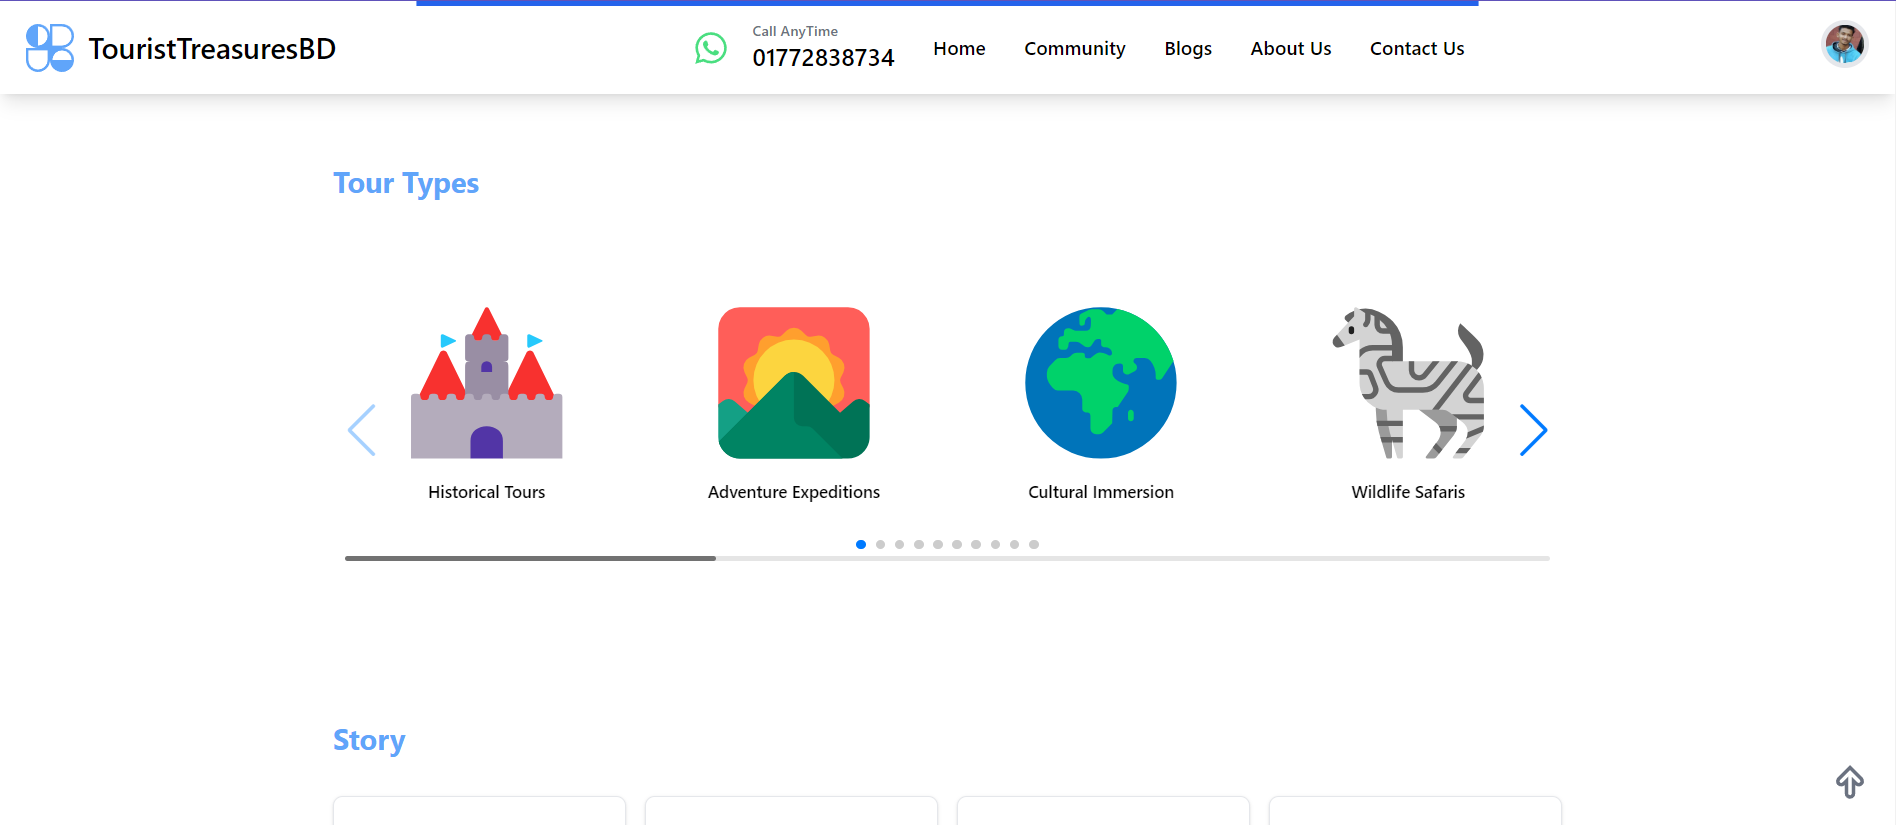 TouristTreasuresBD
Call AnyTime
01772838734
Home
Community
Blogs
About Us
Contact Us
Tour Types
Historical Tours
Adventure Expeditions
Cultural Immersion
Wildlife Safaris
Story